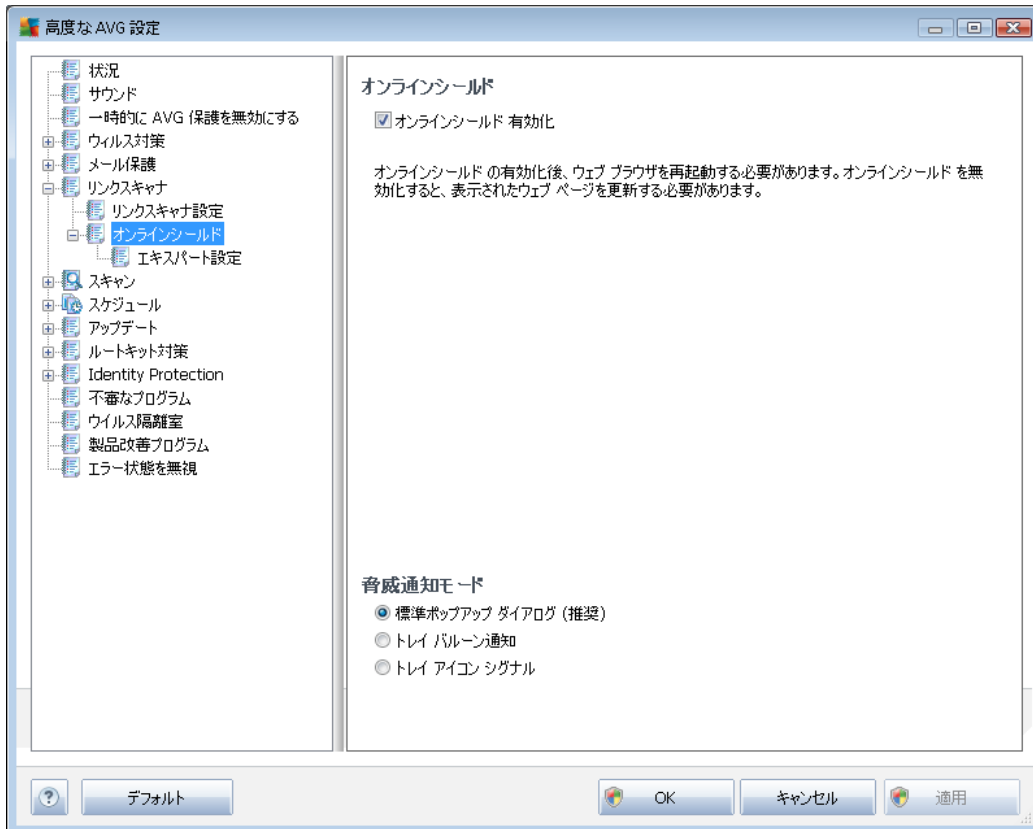 高度な AVG 設定
状況
サウンド
一時的に AVG 保護を無効にする
ウィルス対策
メール保護
リンクスキャナ
リンクスキャナ設定
オンラインシールド
エキスパート設定
スキャン
スケジュール
アップデート
ルートキット対策
Identity Protection
不審なプログラム
ウイルス隔離室
製品改善プログラム
エラー状態を無視
オンラインシールド
オンラインシールド 有効化
オンラインシールド の有効化後、ウェブ ブラウザを再起動する必要があります。オンラインシールド を無
効化すると、表示されたウェブ ページを更新する必要があります。
脅威通知モード
標準ポップアップ ダイアログ (推奨)
トレイ バルーン通知
トレイ アイコン シグナル
?
デフォルト
OK
キャンセル
適用